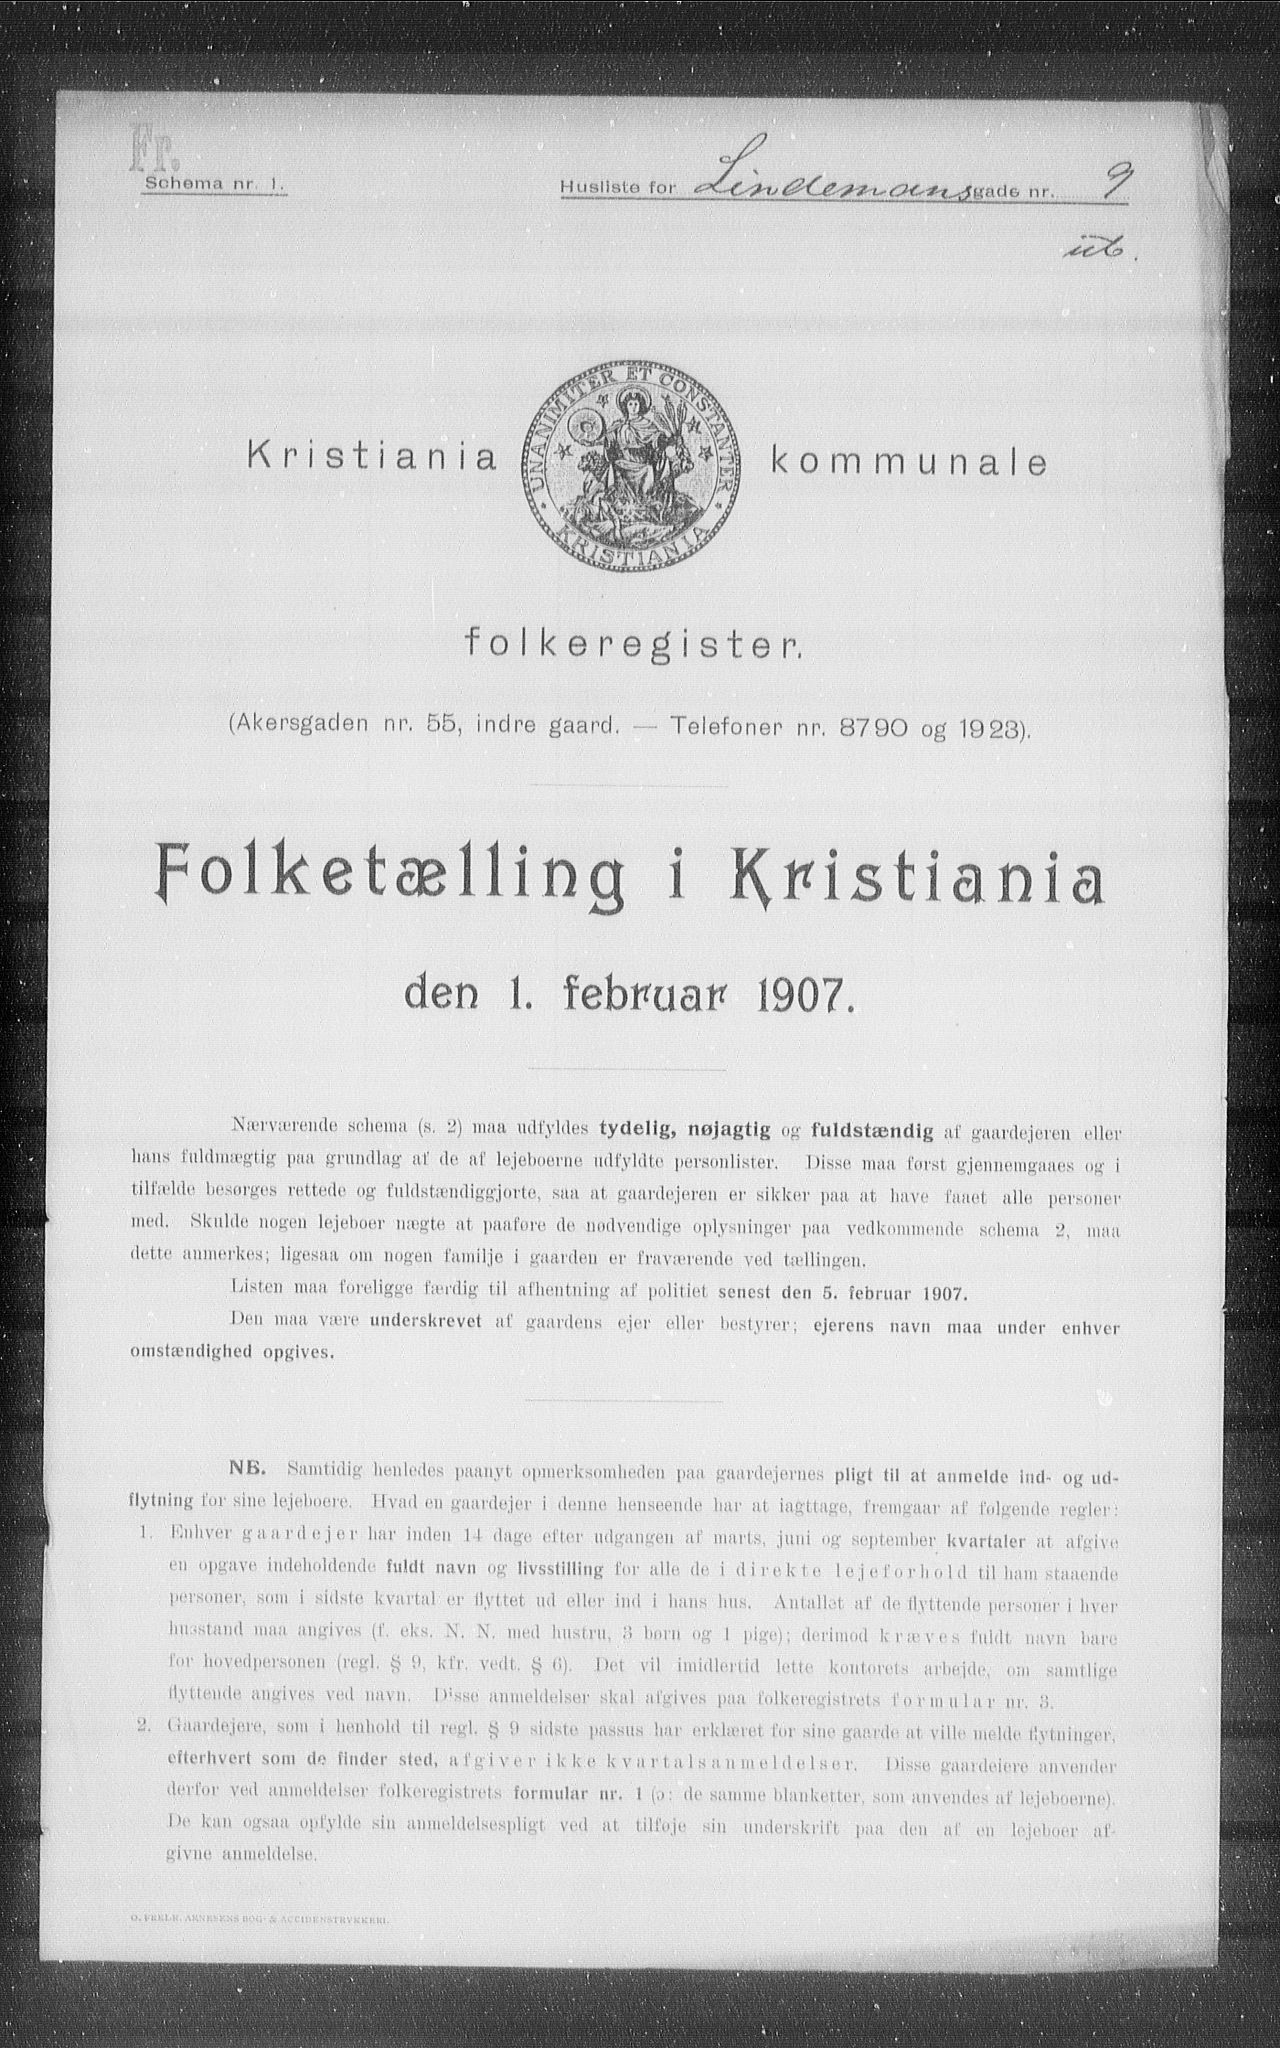 Fr.
Schema nr. 1.
Husliste for Lindemansgade nr. 9
UNANIMITER ET CONSTANTER
KRISTIANIA
Kristiania kommunale
folkeregister.
(Akersgaden nr. 55, indre gaard. — Telefoner nr. 8790 og 1923).
Folketælling i Kristiania
den 1. februar 1907.
Nærværende schema (s. 2) maa udfyldes tydelig, nøjagtig og fuldstændig af gaardejeren eller
hans fuldmægtig paa grundlag af de af lejeboerne udfyldte personlister. Disse maa først gjennemgaaes og i
tilfælde besørges rettede og fuldstændiggjorte, saa at gaardejeren er sikker paa at have faaet alle personer
med. Skulde nogen lejeboer nægte at paaføre de nødvendige oplysninger paa vedkommende schema 2, maa
dette anmerkes; ligesaa om nogen familje i gaarden er fraværende ved tællingen.
Listen maa foreligge færdig til afhentning af politiet senest den 5. februar 1907.
Den maa være underskrevet af gaardens ejer eller bestyrer; ejerens navn maa under enhver
omstændighed opgives.
NB. Samtidig henledes paanyt opmerksomheden paa gaardejernes pligt til at anmelde ind- og ud-
flytning for sine lejeboere. Hvad en gaardejer i denne henseende har at iagttage, fremgaar af følgende regler:
1. Enhver gaardejer har inden 14 dage efter udgangen af marts, juni og september kvartaler at afgive
en opgave indeholdende fuldt navn og livsstilling for alle de i direkte lejeforhold til ham staaende
personer, som i sidste kvartal er flyttet ud eller ind i hans hus. Antallet af de flyttende personer i hver
husstand maa angives (f. eks. N. N. med hustru, 3 børn og 1 pige); derimod kræves fuldt navn bare
for hovedpersonen (regl. § 9, kfr. vedt. § 6). Det vil imidlertid lette kontorets arbejde, om samtlige
flyttende angives ved navn. Disse anmeldelser skal afgives paa folkeregistrets formular nr. 3.
2. Gaardejere, som i henhold til regl. § 9 sidste passus har erklæret for sine gaarde at ville melde flytninger,
efterhvert som de finder sted, afgiver ikke kvartalsanmeldelser. Disse gaardeiere anvender
derfor ved anmeldelser folkeregistrets formular nr. 1 (ɔ: de samme blanketter, som anvendes af lejeboerne).
De kan ogsaa opfylde sin anmeldelsespligt ved at tilføje sin underskrift paa den af en lejeboer af-
givne anmeldelse.
O. FREDR. ARNESENS BOG- & ACCIDENSTRYKKERI.